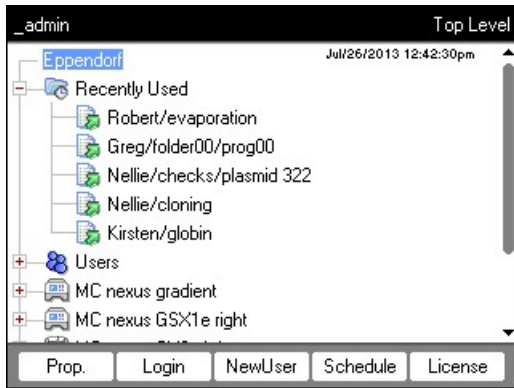 _admin Top Level
Eppendorf Jul/26/2013 12:42:30pm
Recently Used
Robert/evaporation
Greg/folder00/prog00
Nellie/checks/plasmid 322
Nellie/cloning
Kirsten/globin
Users
MC nexus gradient
MC nexus GSX1e right
Prop. Login NewUser Schedule License